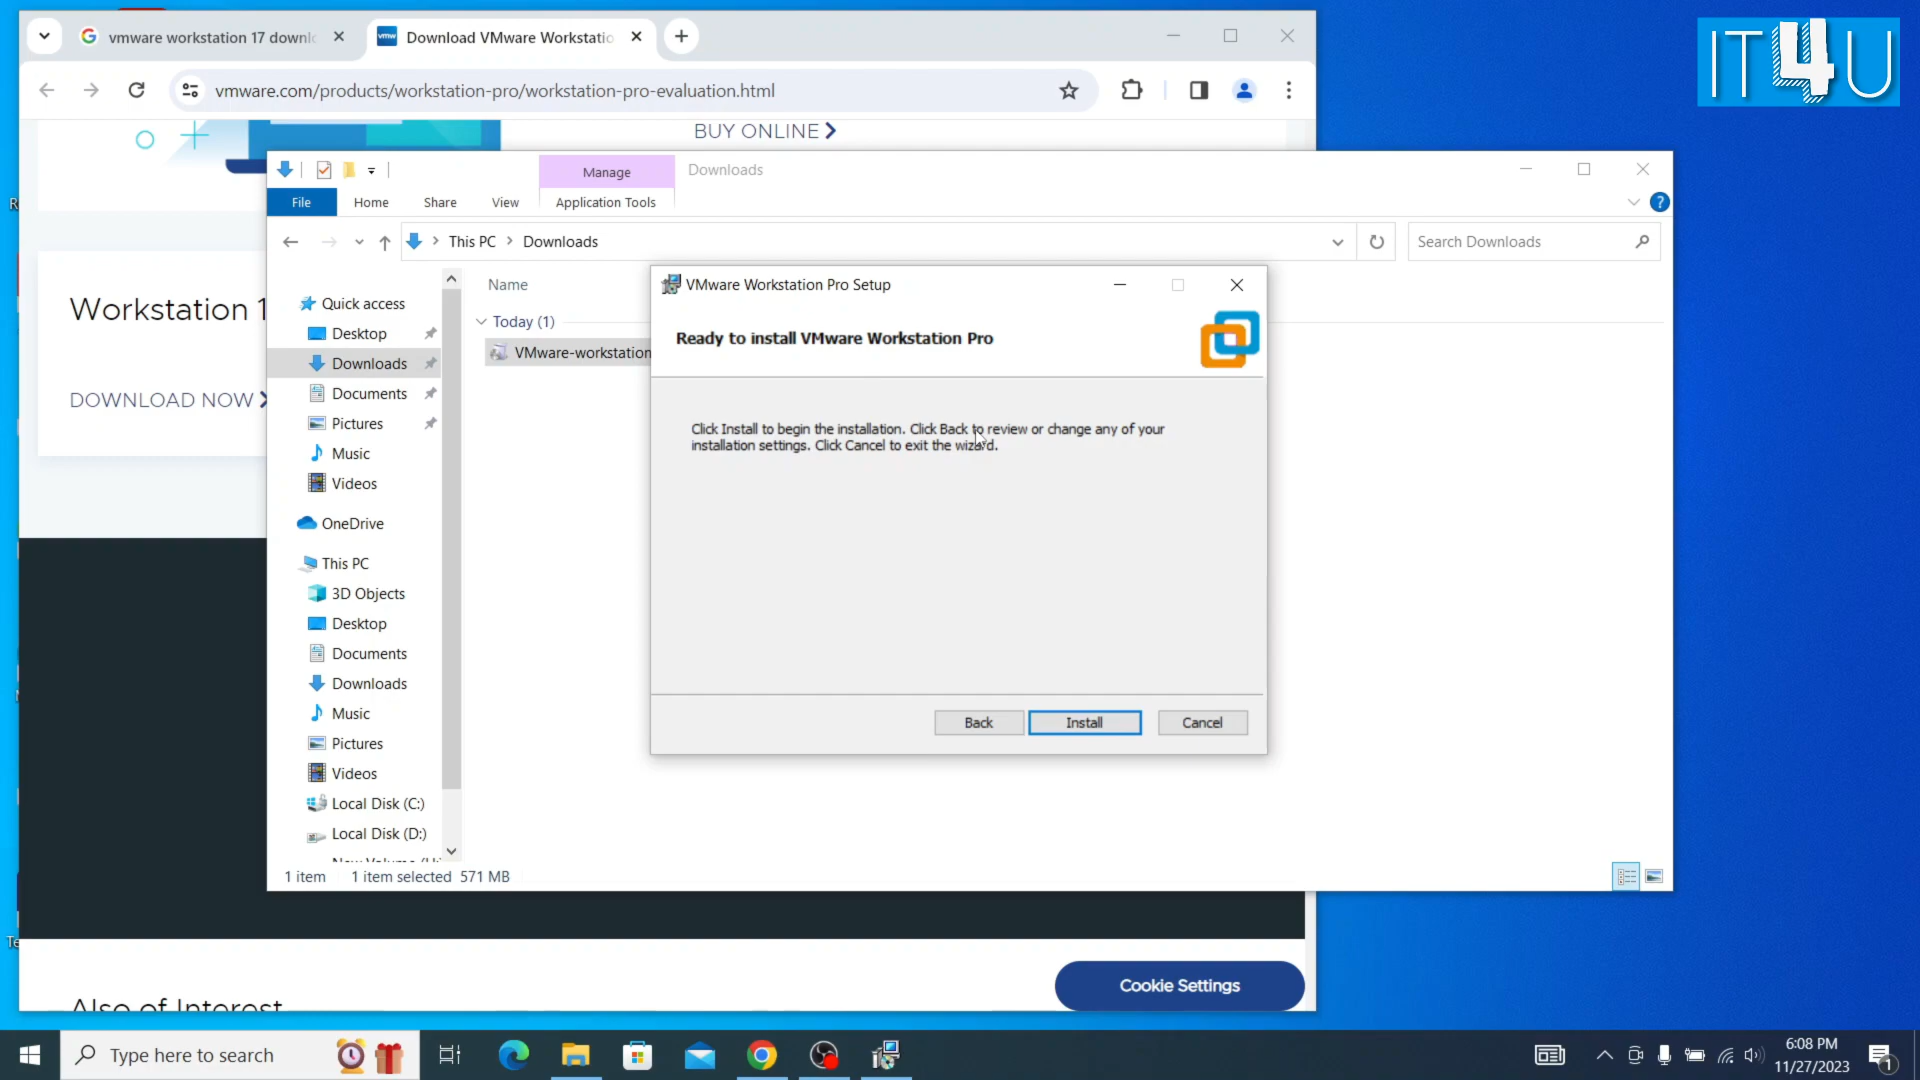 vmware workstation 17 downl
Download VMware Workstatio
vmware.com/products/workstation-pro/workstation-pro-evaluation.html
IT4U
BUY ONLINE
Manage
Downloads
File
Home
Share
View
Application Tools
This PC
Downloads
Search Downloads
Workstation 1
DOWNLOAD NOW
Quick access
Desktop
Downloads
Documents
Pictures
Music
Videos
OneDrive
This PC
3D Objects
Desktop
Documents
Downloads
Music
Pictures
Videos
Local Disk (C:)
Local Disk (D:)
Name
Today (1)
VMware-workstation
VMware Workstation Pro Setup
Ready to install VMware Workstation Pro
Click Install to begin the installation. Click Back to review or change any of your
installation settings. Click Cancel to exit the wizard.
Back
Install
Cancel
1 item
1 item selected 571 MB
Cookie Settings
Also of Interest
Type here to search
6:08 PM
11/27/2023
1